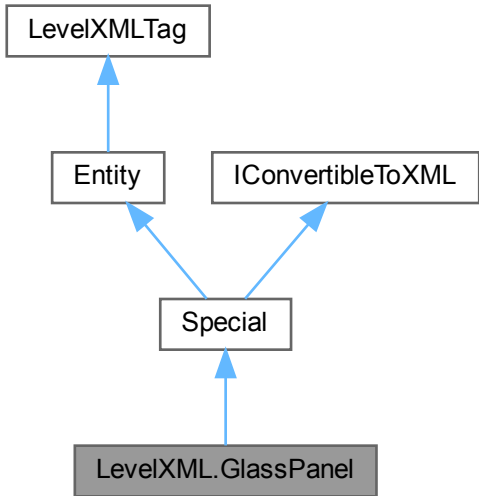 LevelXMLTag
Entity
IConvertibleToXML
Special
LevelXML.GlassPanel